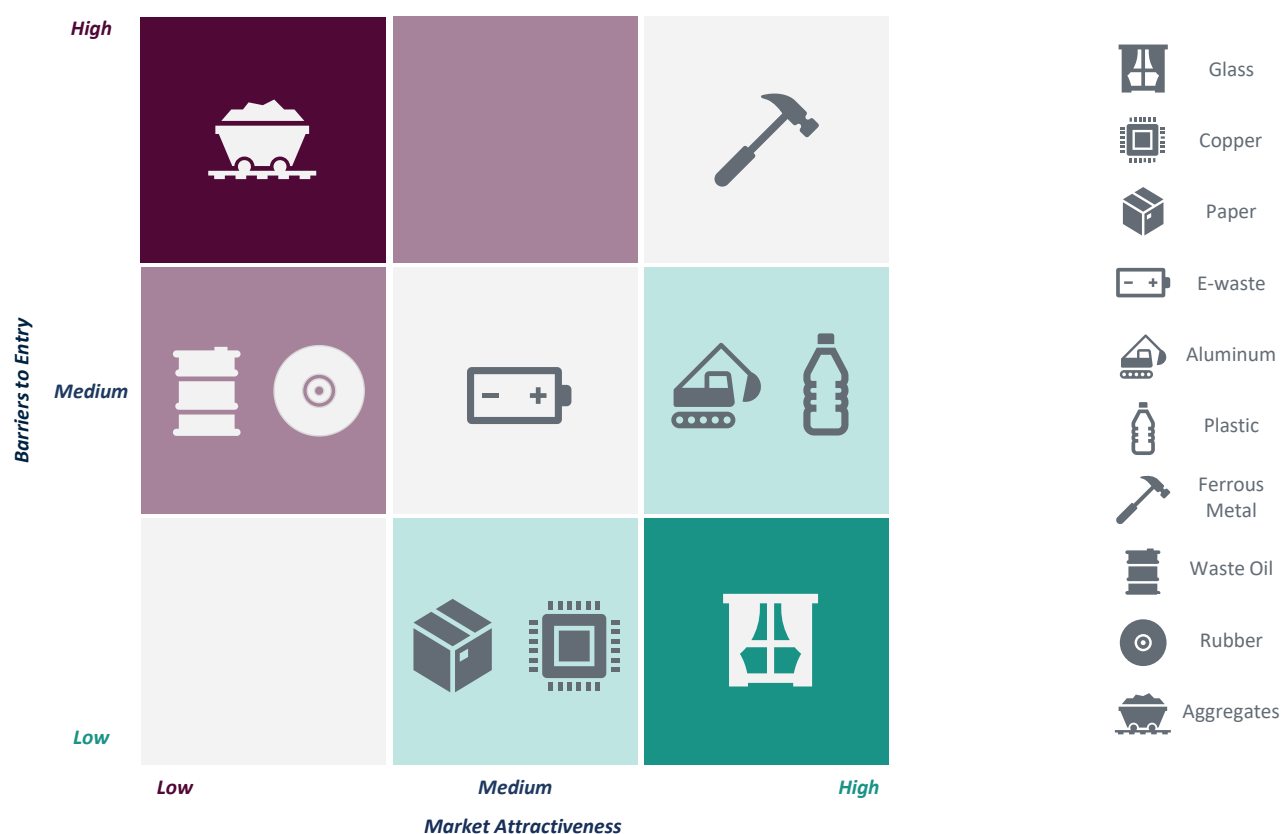 High
Barriers to Entry
Medium
Low
Low
Medium
High
Market Attractiveness
Glass
Copper
Paper
E-waste
Aluminum
Plastic
Ferrous
Metal
Waste Oil
Rubber
Aggregates